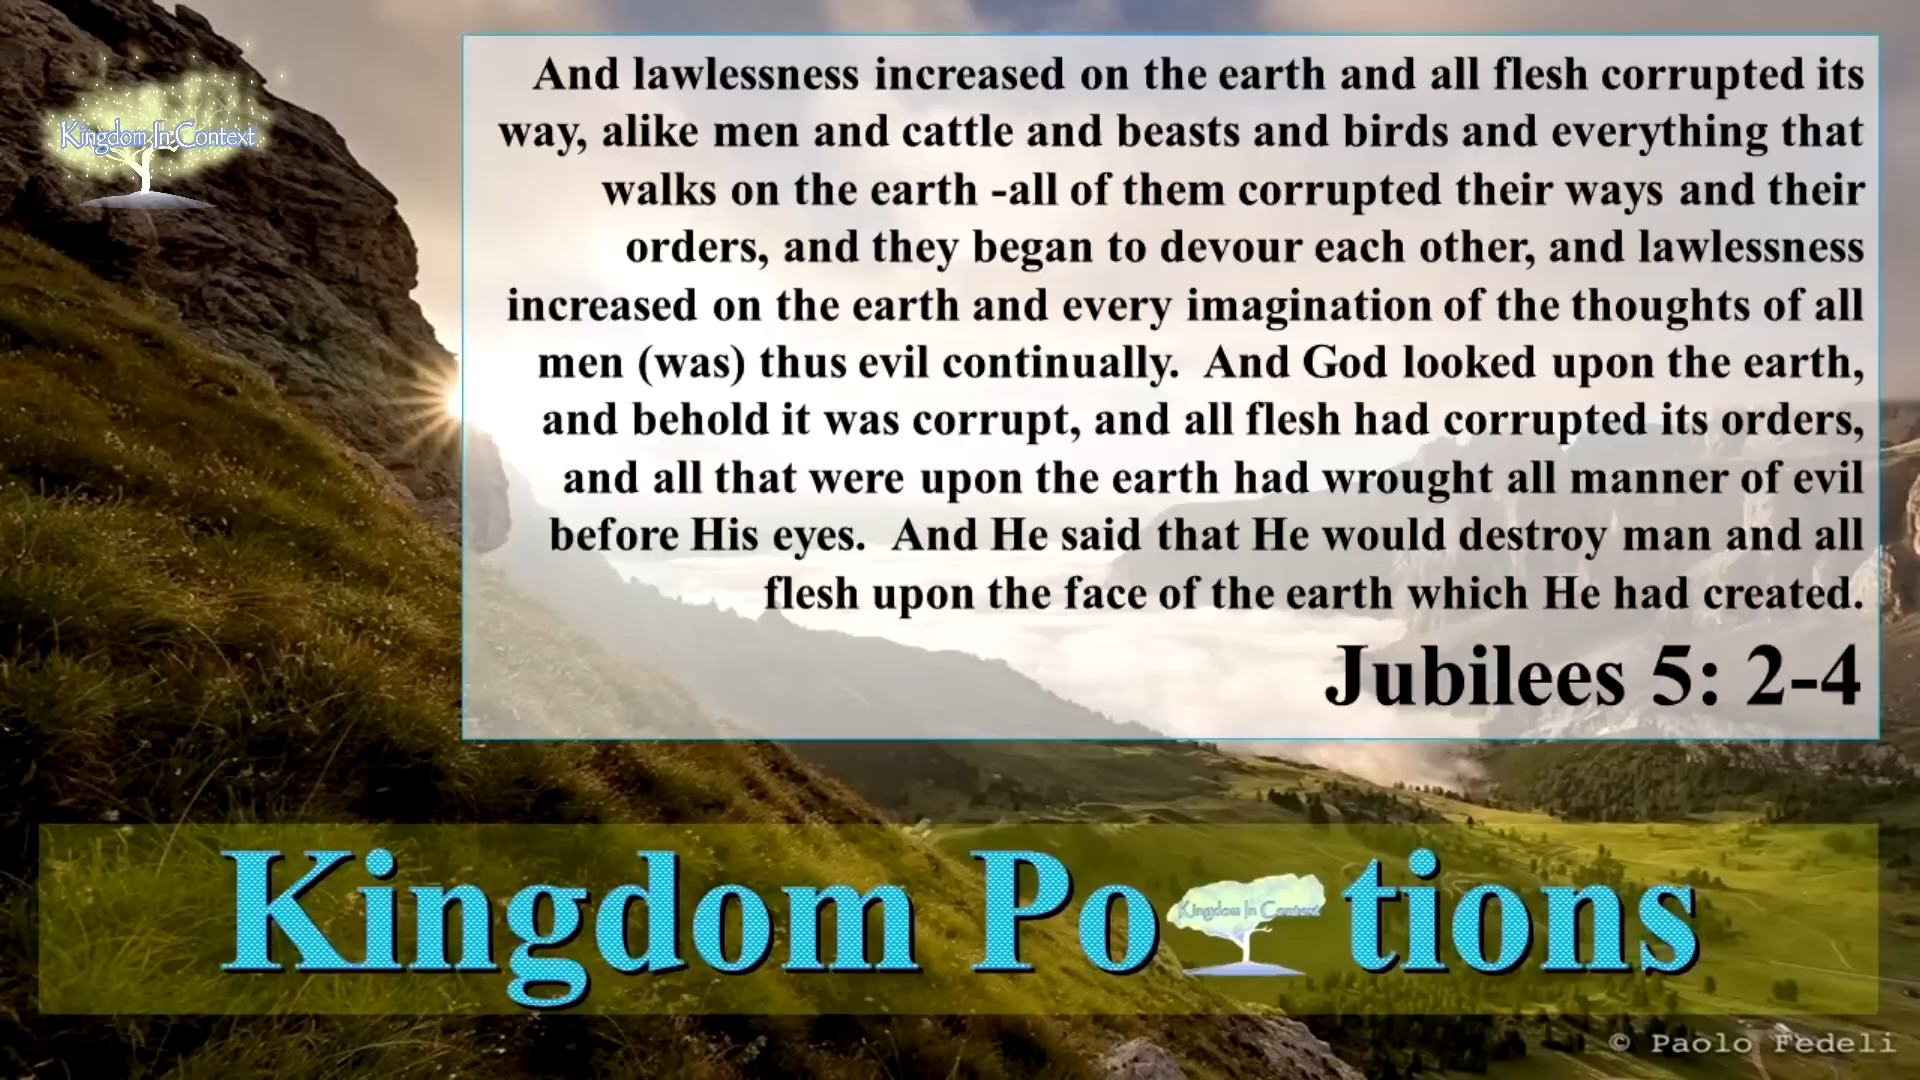 Kingdom In Context
And lawlessness increased on the earth and all flesh corrupted its
way, alike men and cattle and beasts and birds and everything that
walks on the earth -all of them corrupted their ways and their
orders, and they began to devour each other, and lawlessness
increased on the earth and every imagination of the thoughts of all
men (was) thus evil continually.  And God looked upon the earth,
and behold it was corrupt, and all flesh had corrupted its orders,
and all that were upon the earth had wrought all manner of evil
before His eyes.  And He said that He would destroy man and all
flesh upon the face of the earth which He had created.
Jubilees 5: 2-4
Kingdom Po tions
Kingdom In Context
© Paolo Fedeli